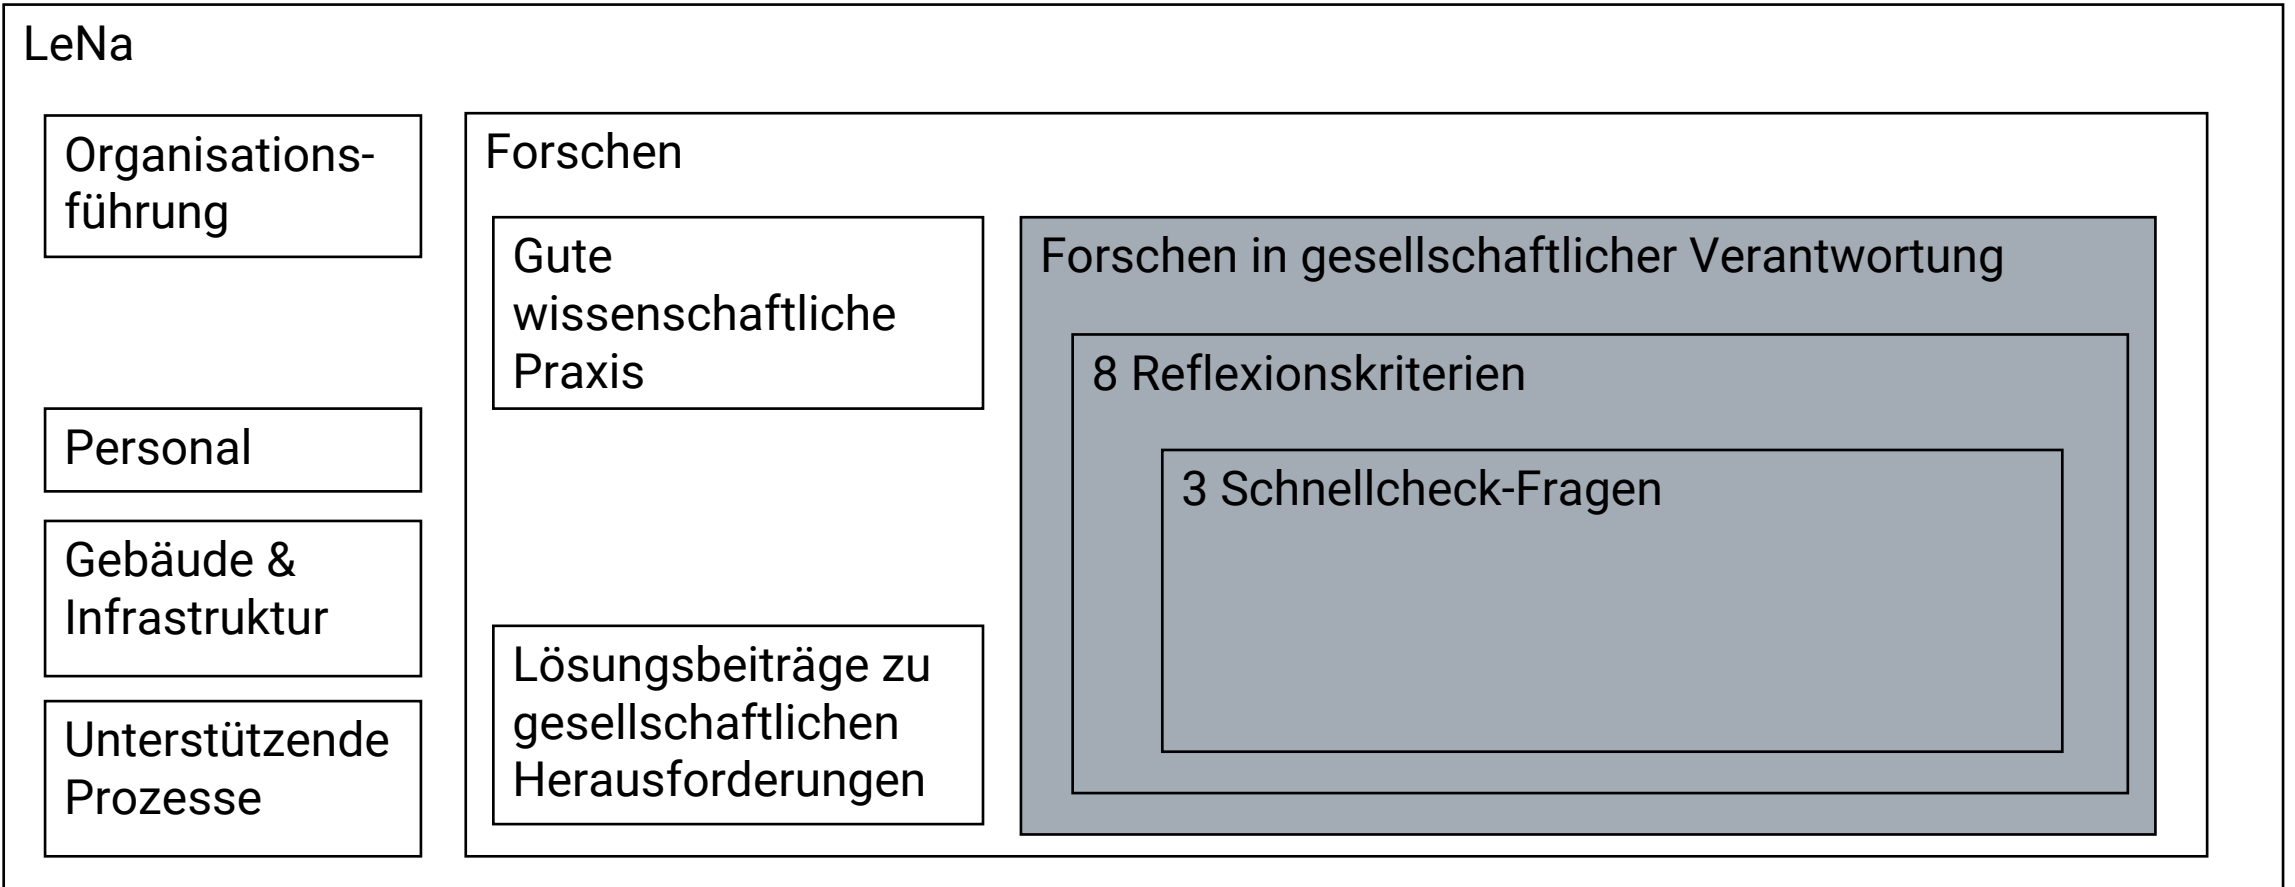 LeNa
Organisations-
führung
Personal
Gebäude &
Infrastruktur
Unterstützende
Prozesse
Forschen
Gute
wissenschaftliche
Praxis
Lösungsbeiträge zu
gesellschaftlichen
Herausforderungen
Forschen in gesellschaftlicher Verantwortung
8 Reflexionskriterien
3 Schnellcheck-Fragen